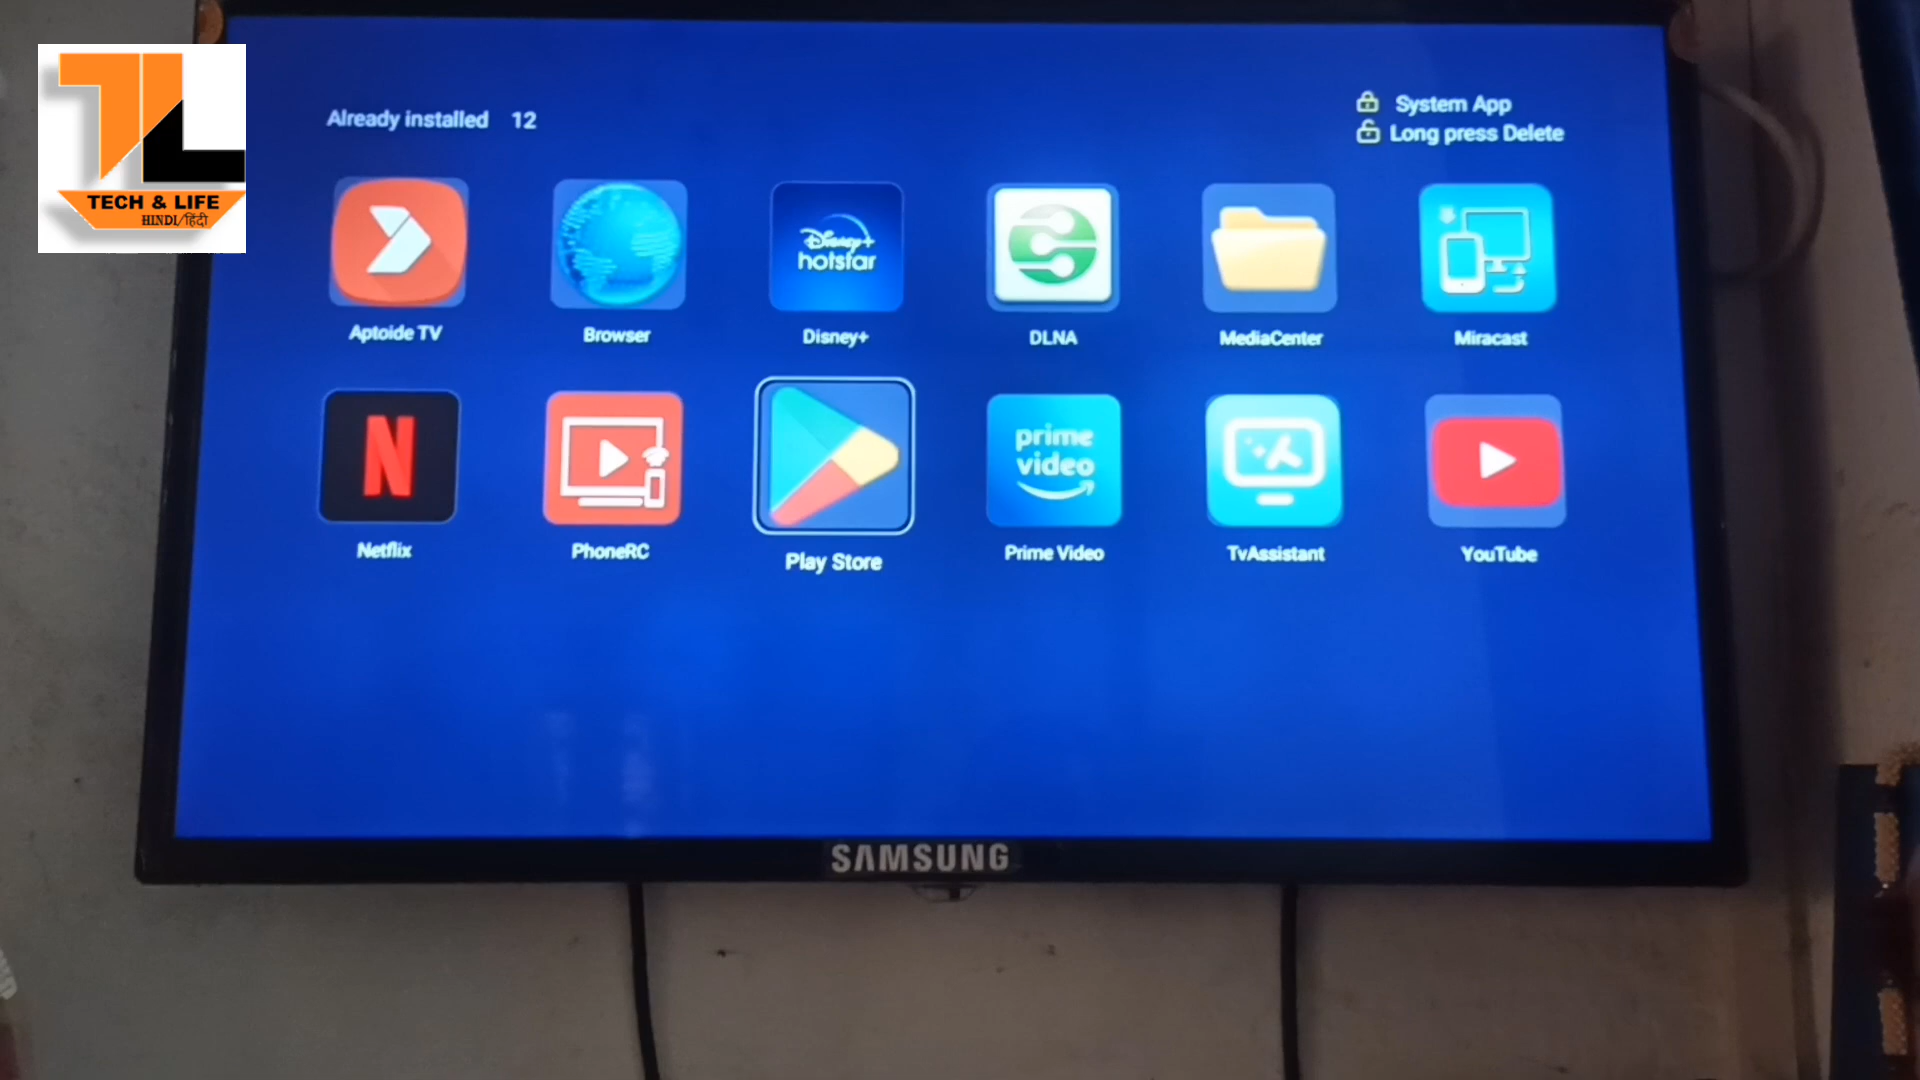 TECH & LIFE
HINDI/हिंदी
Already installed 12
System App
Long press Delete
Disney+
hotstar
Aptoide TV
Browser
Disney+
DLNA
MediaCenter
Miracast
N
prime
video
Netflix
PhoneRC
Play Store
Prime Video
TvAssistant
YouTube
SAMSUNG